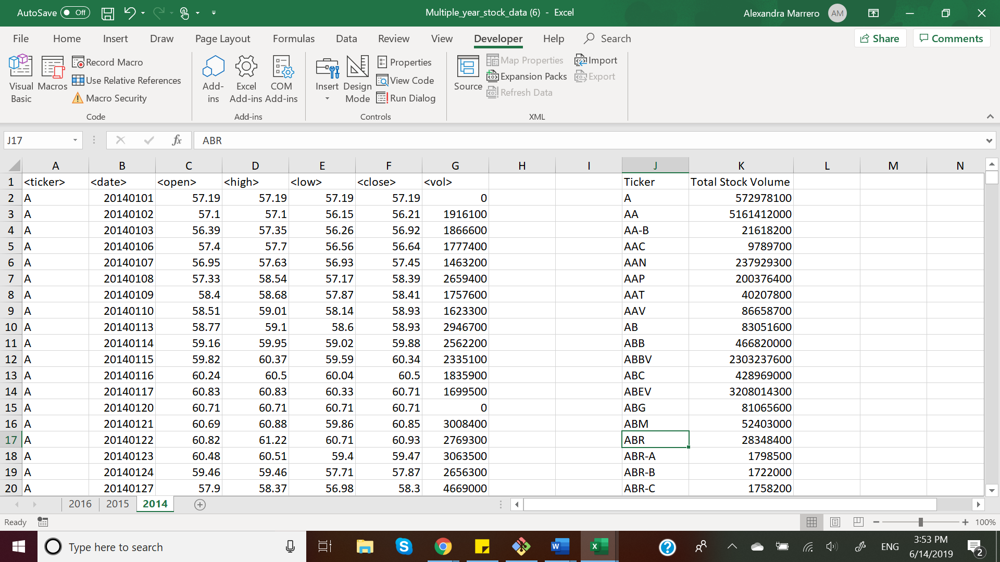 AutoSave Off
Multiple_year_stock_data (6) - Excel
Alexandra Marrero AM
File Home Insert Draw Page Layout Formulas Data Review View Developer Help Search Share Comments
Visual Basic
Macros
Record Macro
Use Relative References
Macro Security
Code
Add-ins
Excel Add-ins
COM Add-ins
Add-ins
Insert
Design Mode
Properties
View Code
Run Dialog
Controls
Source
Map Properties
Expansion Packs
Refresh Data
Import
Export
XML
J17 fx ABR
A B C D E F G H I J K L M N
1 <ticker> <date> <open> <high> <low> <close> <vol> Ticker Total Stock Volume
2 A 20140101 57.19 57.19 57.19 57.19 0 A 572978100
3 A 20140102 57.1 57.1 56.15 56.21 1916100 AA 5161412000
4 A 20140103 56.39 57.35 56.26 56.92 1866600 AA-B 21618200
5 A 20140106 57.4 57.7 56.56 56.64 1777400 AAC 9789700
6 A 20140107 56.95 57.63 56.93 57.45 1463200 AAN 237929300
7 A 20140108 57.33 58.54 57.17 58.39 2659400 AAP 200376400
8 A 20140109 58.4 58.68 57.87 58.41 1757600 AAT 40207800
9 A 20140110 58.51 59.01 58.14 58.93 1623300 AAV 86658700
10 A 20140113 58.77 59.1 58.6 58.93 2946700 AB 83051600
11 A 20140114 59.16 59.95 59.02 59.88 2562200 ABB 466820000
12 A 20140115 59.82 60.37 59.59 60.34 2335100 ABBV 2303237600
13 A 20140116 60.24 60.5 60.04 60.5 1835900 ABC 428969000
14 A 20140117 60.83 60.83 60.33 60.71 1699500 ABEV 3208014300
15 A 20140120 60.71 60.71 60.71 60.71 0 ABG 81065600
16 A 20140121 60.69 60.88 59.86 60.85 3008400 ABM 52403000
17 A 20140122 60.82 61.22 60.71 60.93 2769300 ABR 28348400
18 A 20140123 60.48 60.51 59.4 59.47 3063500 ABR-A 1798500
19 A 20140124 59.46 59.46 57.71 57.87 2656300 ABR-B 1722000
20 A 20140127 57.9 58.37 56.98 58.3 4669000 ABR-C 1758200
2016 2015 2014
Ready 100%
Type here to search
ENG
3:53 PM
6/14/2019
2